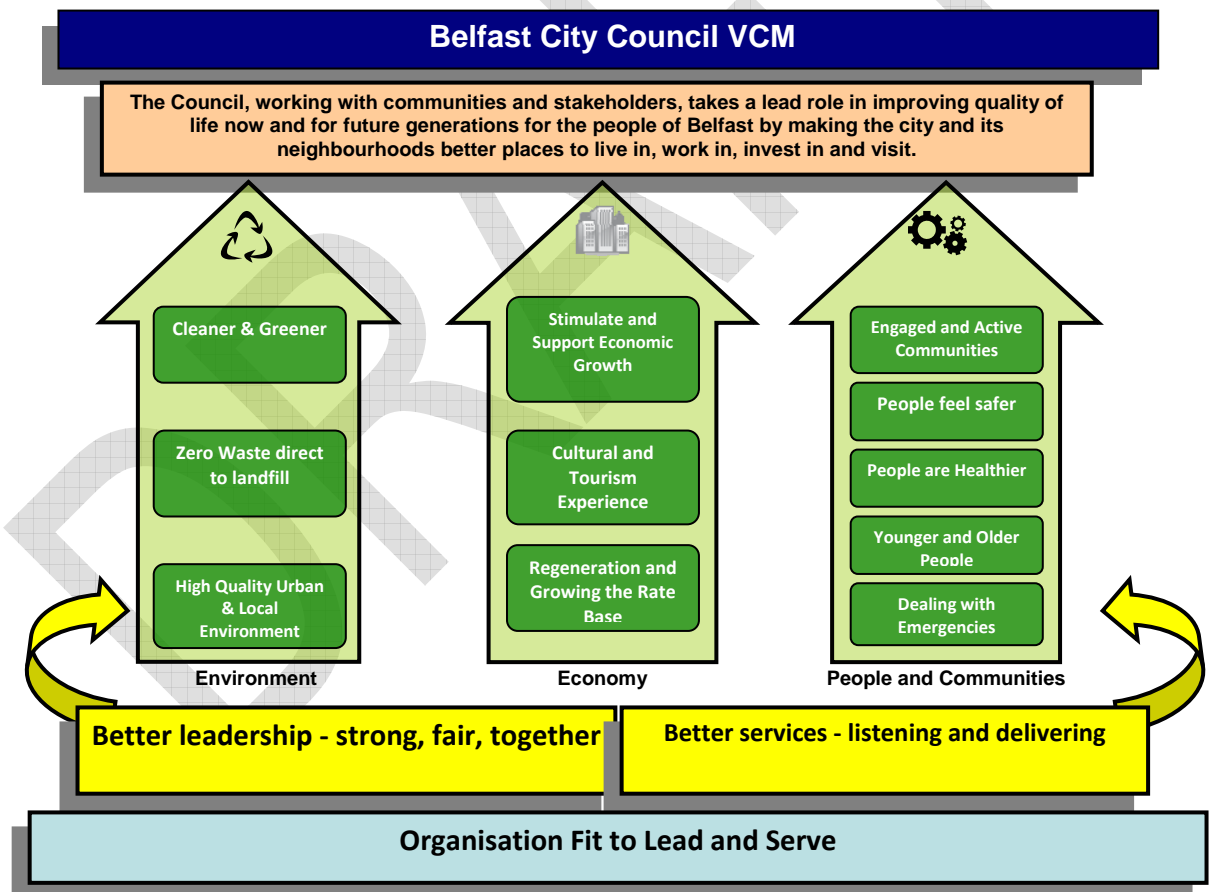 Belfast City Council VCM
The Council, working with communities and stakeholders, takes a lead role in improving quality of
life now and for future generations for the people of Belfast by making the city and its
neighbourhoods better places to live in, work in, invest in and visit.
Cleaner & Greener
Zero Waste direct
to landfill
High Quality Urban
& Local
Environment
Environment
Stimulate and
Support Economic
Growth
Cultural and
Tourism
Experience
Regeneration and
Growing the Rate
Base
Economy
Engaged and Active
Communities
People feel safer
People are Healthier
Younger and Older
People
Dealing with
Emergencies
People and Communities
Better leadership - strong, fair, together
Better services - listening and delivering
Organisation Fit to Lead and Serve
DRAFT